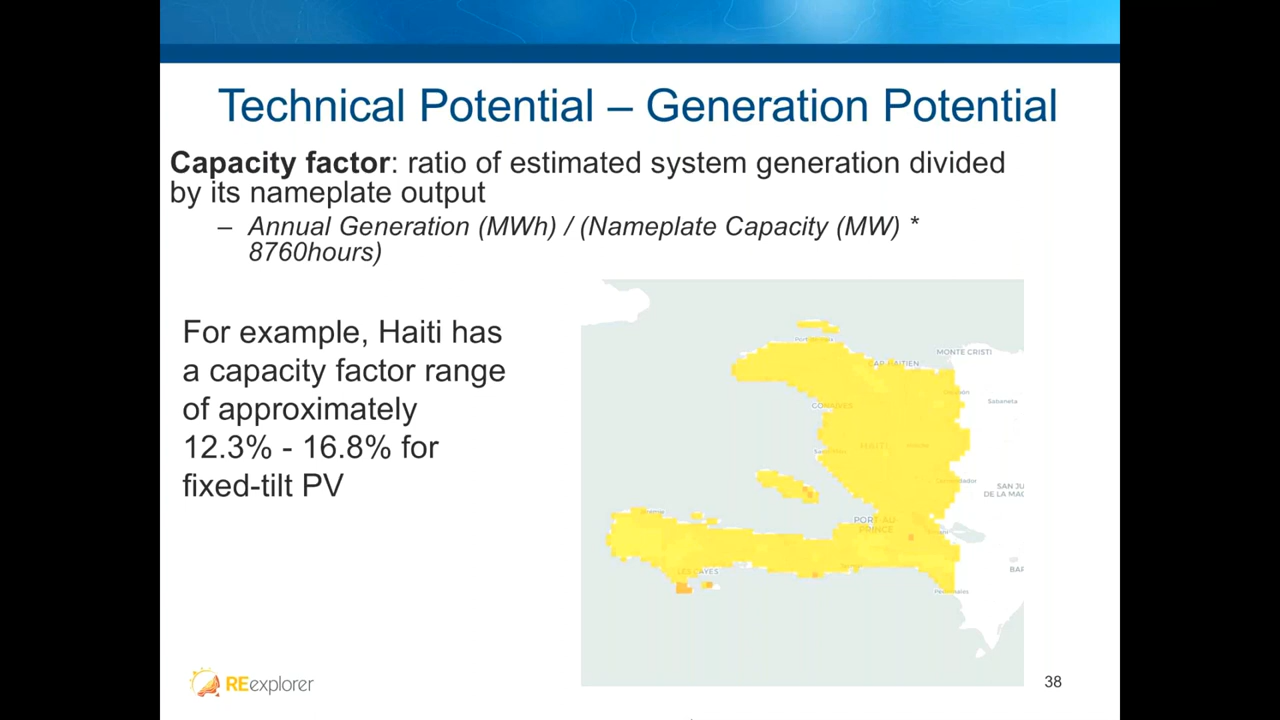 Technical Potential – Generation Potential
Capacity factor: ratio of estimated system generation divided
by its nameplate output
– Annual Generation (MWh) / (Nameplate Capacity (MW) *
8760hours)
For example, Haiti has
a capacity factor range
of approximately
12.3% - 16.8% for
fixed-tilt PV
MONTE CRISTI
CAP-HAITIEN
Sabaneta
GONAIVES
HAITI
SAN JU
DE LA MAG
PORT-AU-
PRINCE
BAR
LES CAYES
REexplorer
38